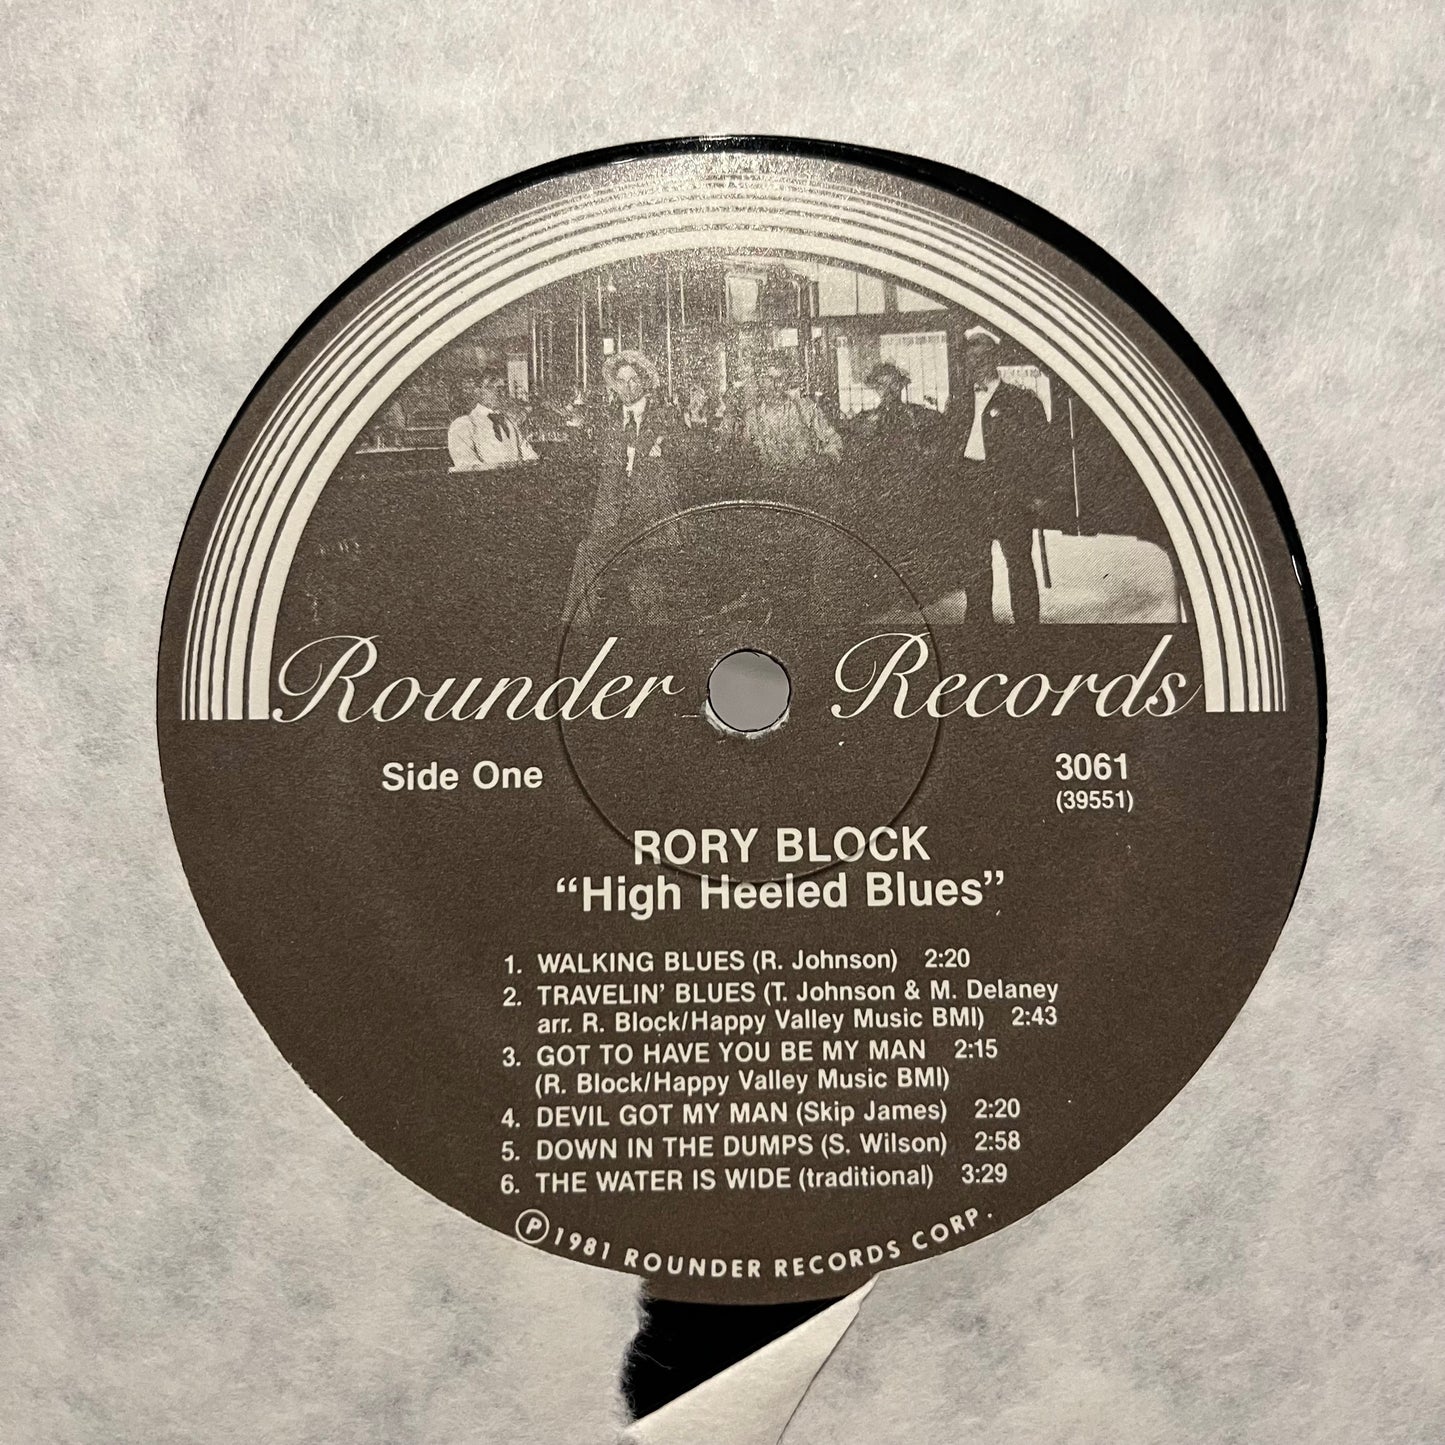 Rounder Records
Side One
3061
(39551)
RORY BLOCK
“High Heeled Blues”
1. WALKING BLUES (R. Johnson) 2:20
2. TRAVELIN’ BLUES (T. Johnson & M. Delaney
arr. R. Block/Happy Valley Music BMI) 2:43
3. GOT TO HAVE YOU BE MY MAN 2:15
(R. Block/Happy Valley Music BMI)
4. DEVIL GOT MY MAN (Skip James) 2:20
5. DOWN IN THE DUMPS (S. Wilson) 2:58
6. THE WATER IS WIDE (traditional) 3:29
Ⓟ 1981 ROUNDER RECORDS CORP.